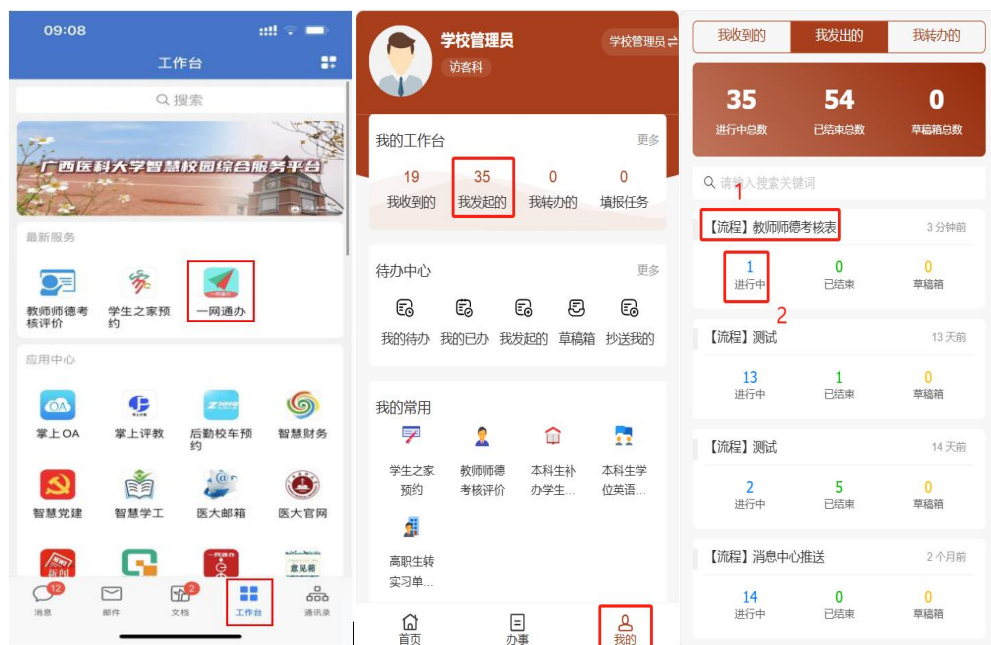 09:08
工作台
搜索
广西医科大学智慧校园综合服务平台
最新服务
教师师德考
核评价
学生之家预
约
一网通办
应用中心
掌上OA
掌上评教
后勤校车预
约
智慧财务
智慧党建
智慧学工
医大邮箱
医大官网
新闻
一网通办
意见箱
12
消息
邮件
2
文档
工作台
通讯录
学校管理员
访客科
学校管理员
我的工作台
更多
19
35
0
0
我收到的
我发起的
我转办的
填报任务
待办中心
更多
我的待办
我的已办
我发起的
草稿箱
抄送我的
我的常用
学生之家
预约
教师师德
考核评价
本科生补
办学生...
本科生学
位英语...
高职生转
实习单...
首页
办事
我的
我收到的
我发出的
我转办的
35
54
0
进行中总数
已结束总数
草稿箱总数
请输入搜索关键词
1
【流程】教师师德考核表
3分钟前
1
0
0
进行中
已结束
草稿箱
2
【流程】测试
13天前
13
1
0
进行中
已结束
草稿箱
【流程】测试
14天前
2
5
0
进行中
已结束
草稿箱
【流程】消息中心推送
2个月前
14
0
0
进行中
已结束
草稿箱